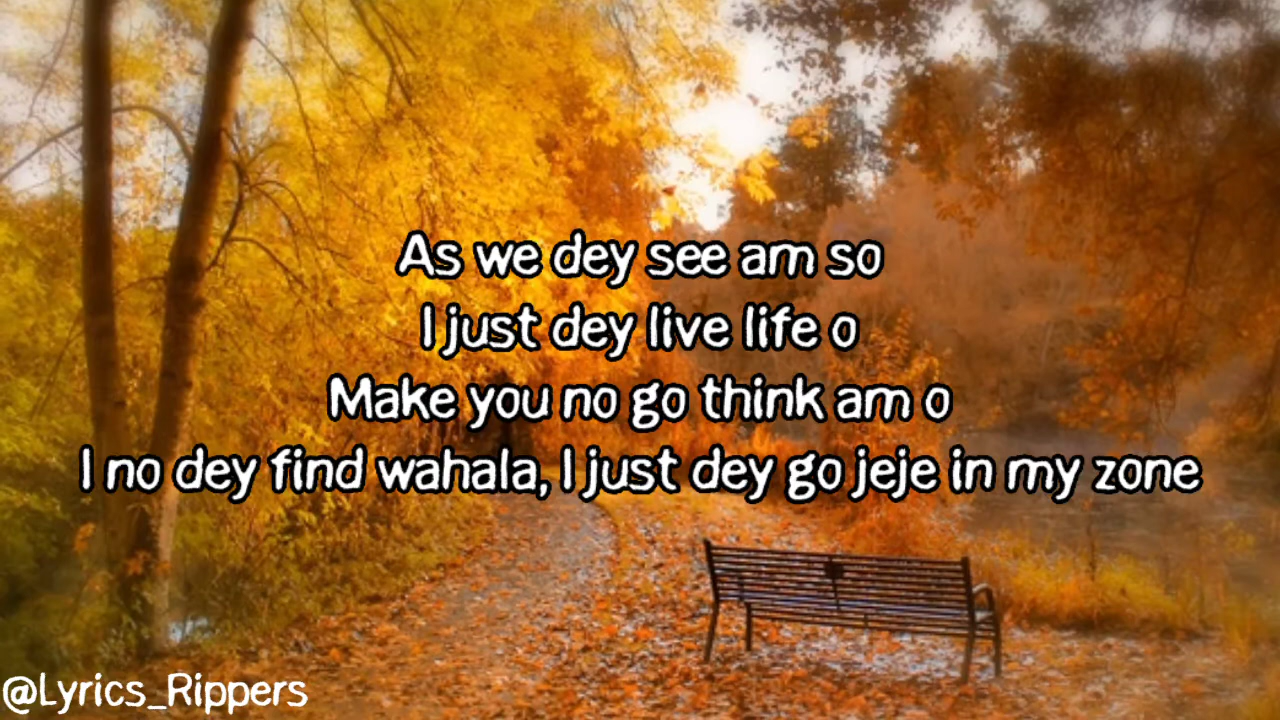 As we dey see am so
I just dey live life o
Make you no go think am o
I no dey find wahala, I just dey go jeje in my zone
@Lyrics_Rippers